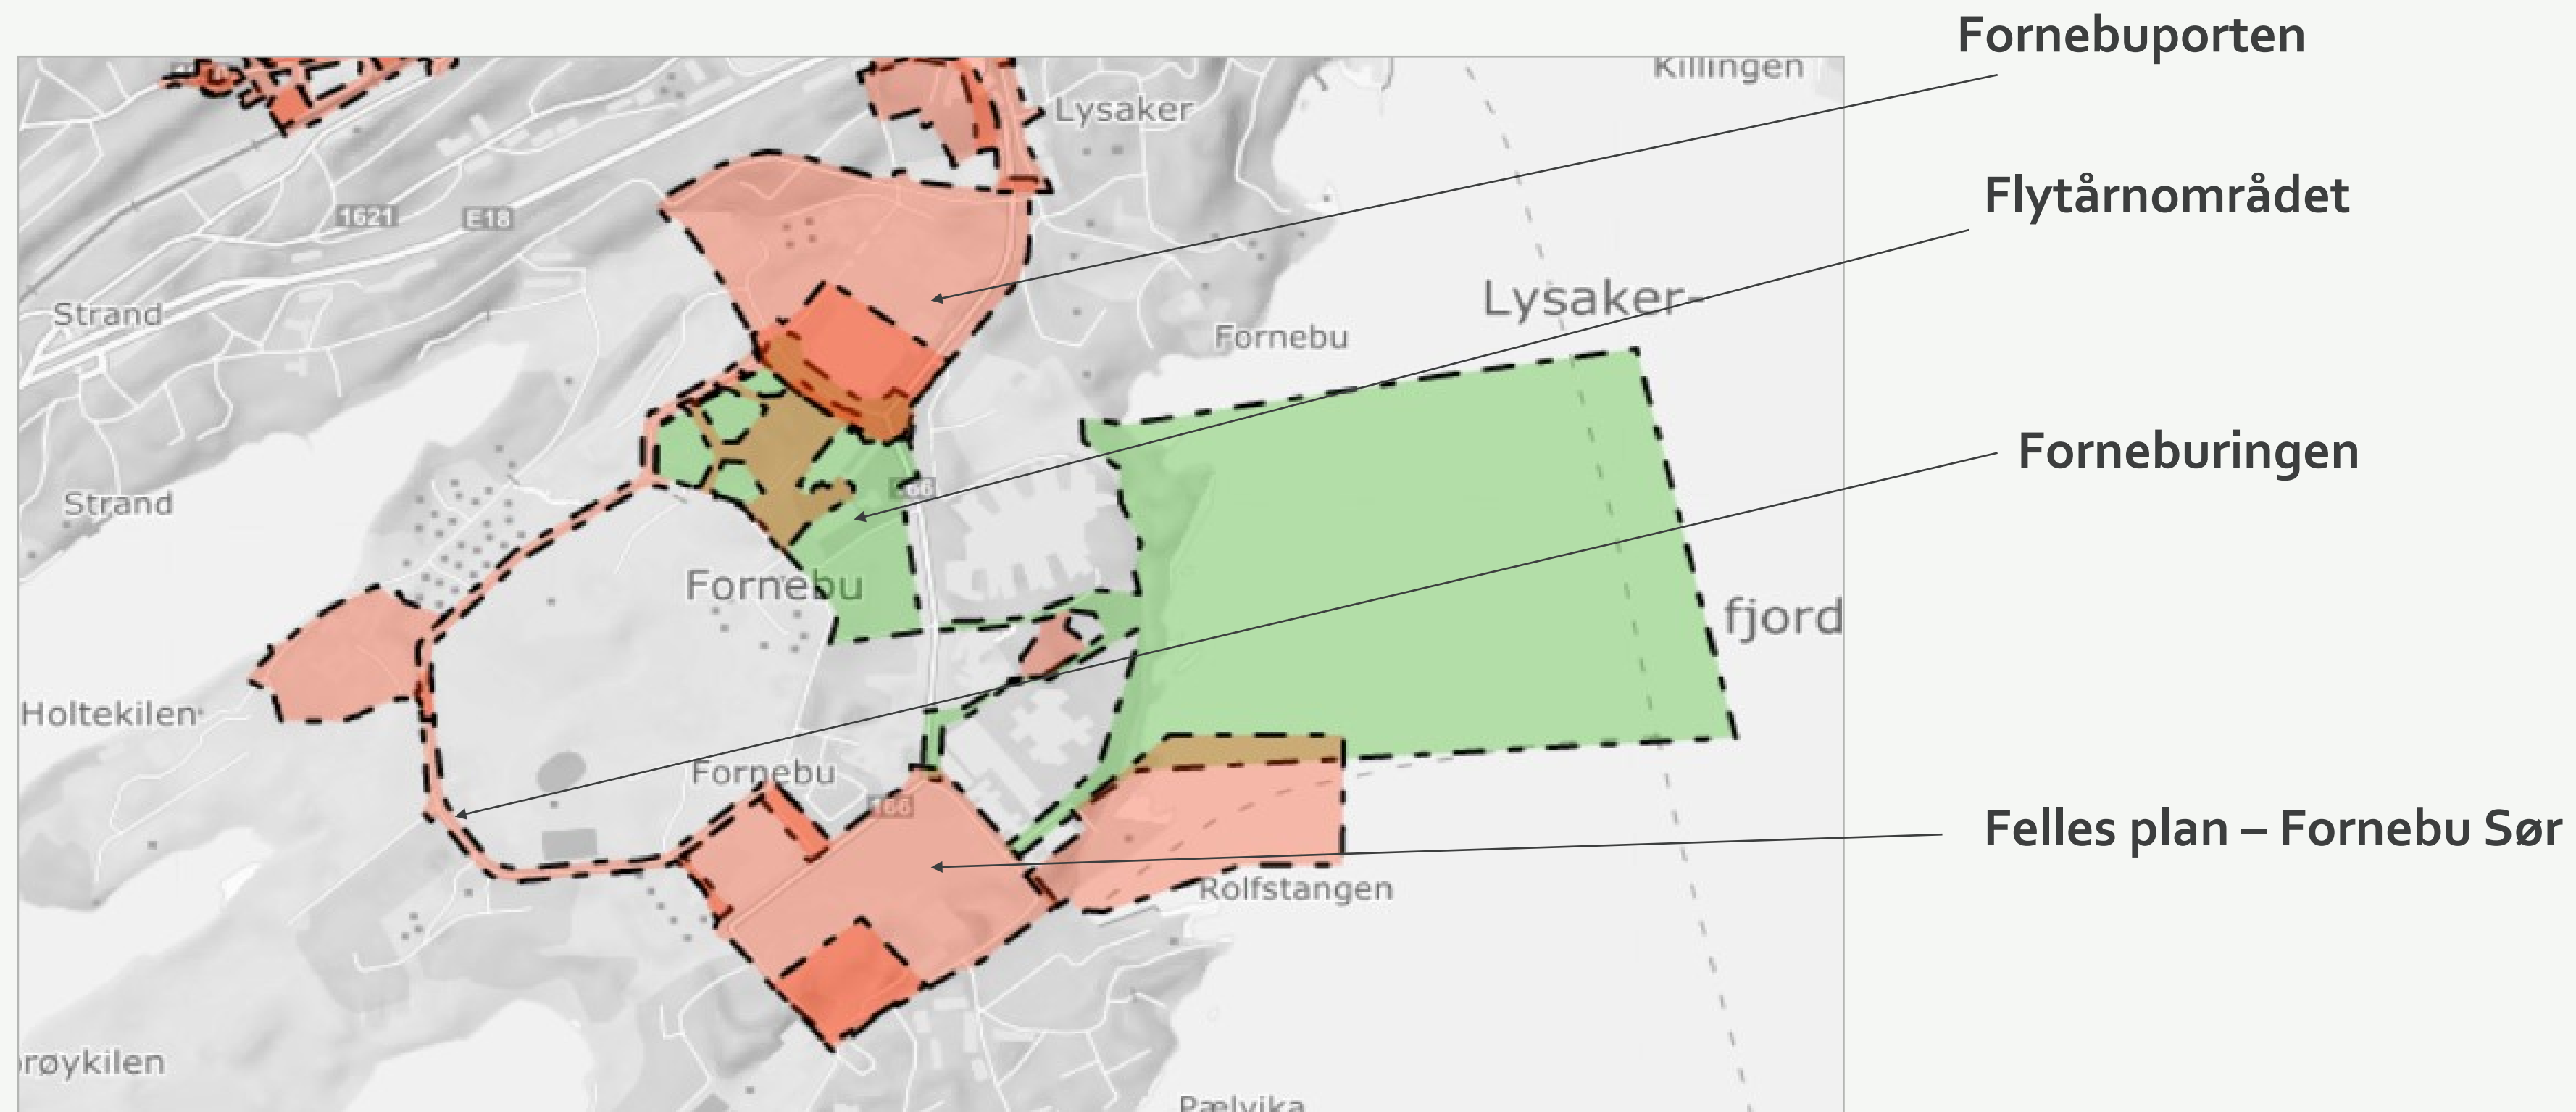 Fornebuporten
Killingen
Lysaker
Flytårnområdet
1621
E18
Lysaker-
Strand
Fornebu
Forneburingen
Strand
Fornebu
fjord
Holtekilen
Fornebu
166
Felles plan – Fornebu Sør
Rolfstangen
Pælvika